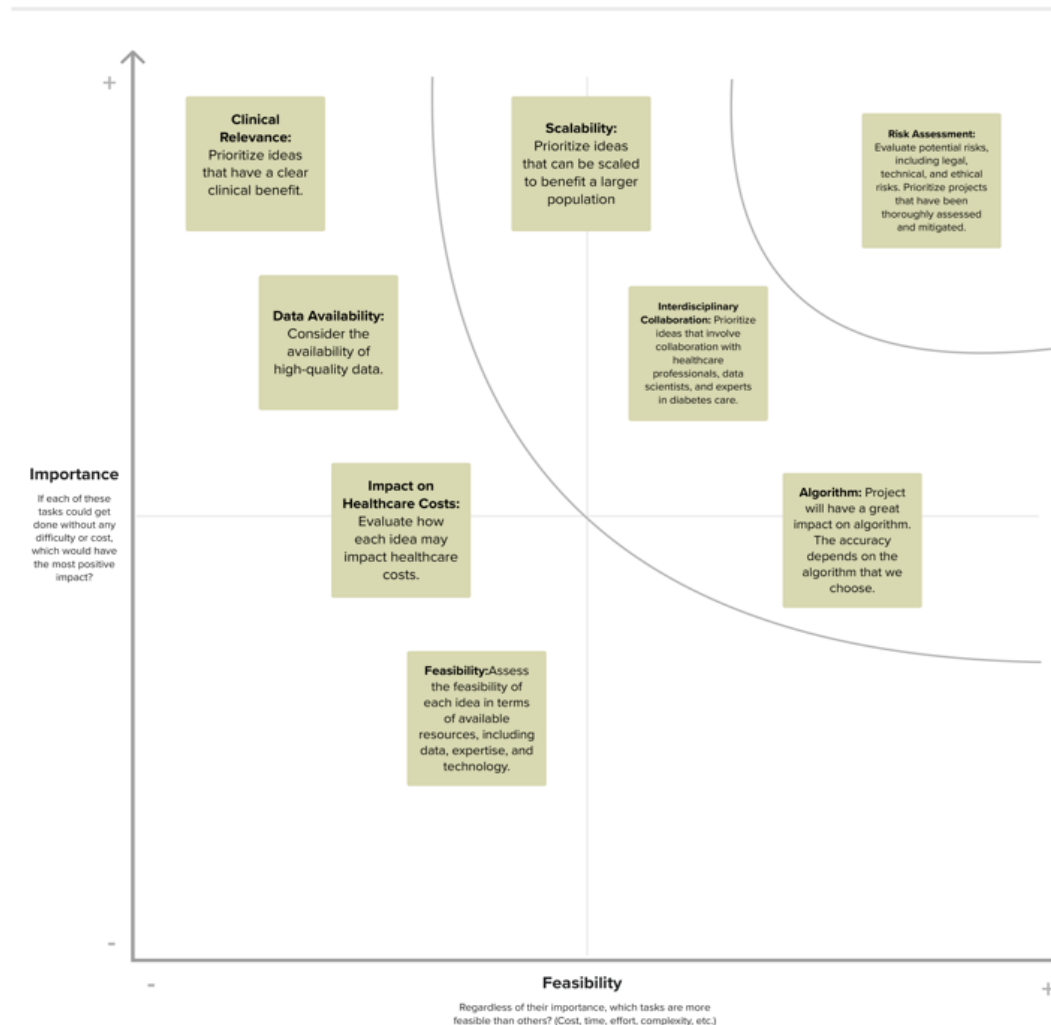 +
Clinical
Relevance:
Prioritize ideas
that have a clear
clinical benefit.
Scalability:
Prioritize ideas
that can be scaled
to benefit a larger
population
Risk Assessment:
Evaluate potential risks,
including legal,
technical, and ethical
risks. Prioritize projects
that have been
thoroughly assessed
and mitigated.
Data Availability:
Consider the
availability of
high-quality data.
Interdisciplinary
Collaboration: Prioritize
ideas that involve
collaboration with
healthcare
professionals, data
scientists, and experts
in diabetes care.
Importance
If each of these
tasks could get
done without any
difficulty or cost,
which would have
the most positive
impact?
Impact on
Healthcare Costs:
Evaluate how
each idea may
impact healthcare
costs.
Algorithm: Project
will have a great
impact on algorithm.
The accuracy
depends on the
algorithm that we
choose.
Feasibility:Assess
the feasibility of
each idea in terms
of available
resources, including
data, expertise, and
technology.
-
-
Feasibility
+
Regardless of their importance, which tasks are more
feasible than others? (Cost, time, effort, complexity, etc.)